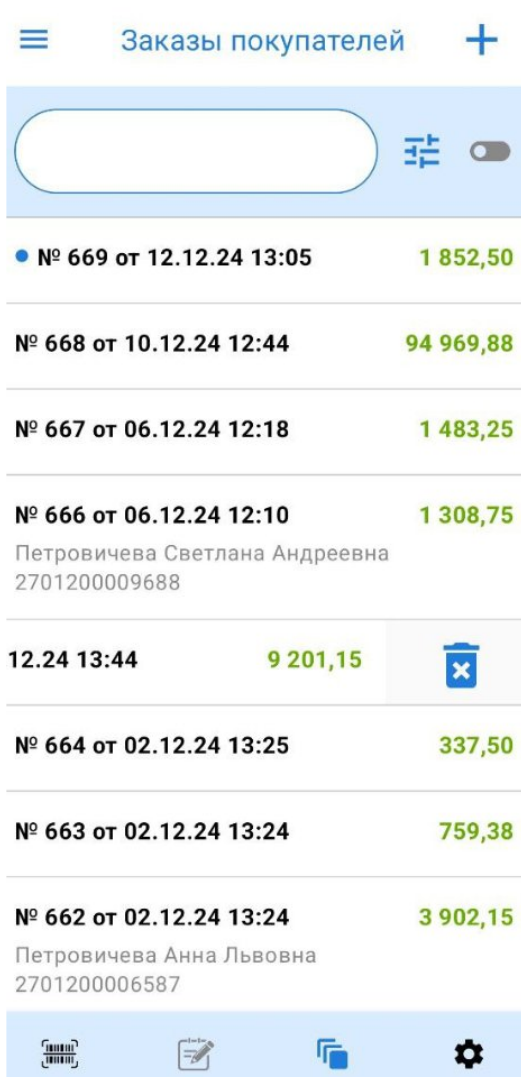 Заказы покупателей
№ 669 от 12.12.24 13:05 1 852,50
№ 668 от 10.12.24 12:44 94 969,88
№ 667 от 06.12.24 12:18 1 483,25
№ 666 от 06.12.24 12:10 1 308,75
Петровичева Светлана Андреевна
2701200009688
12.24 13:44 9 201,15
№ 664 от 02.12.24 13:25 337,50
№ 663 от 02.12.24 13:24 759,38
№ 662 от 02.12.24 13:24 3 902,15
Петровичева Анна Львовна
2701200006587